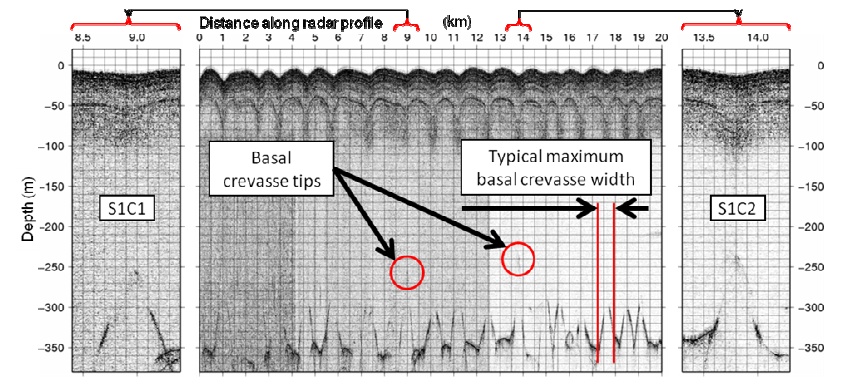 Distance along radar profile (km)
8.5 9.0
0 1 2 3 4 5 6 7 8 9 10 11 12 13 14 15 16 17 18 19 20
13.5 14.0
Depth (m)
0 0
−50 −50
−100 −100
−150 −150
−200 −200
−250 −250
−300 −300
−350 −350
Basal
crevasse tips
Typical maximum
basal crevasse width
S1C1
S1C2